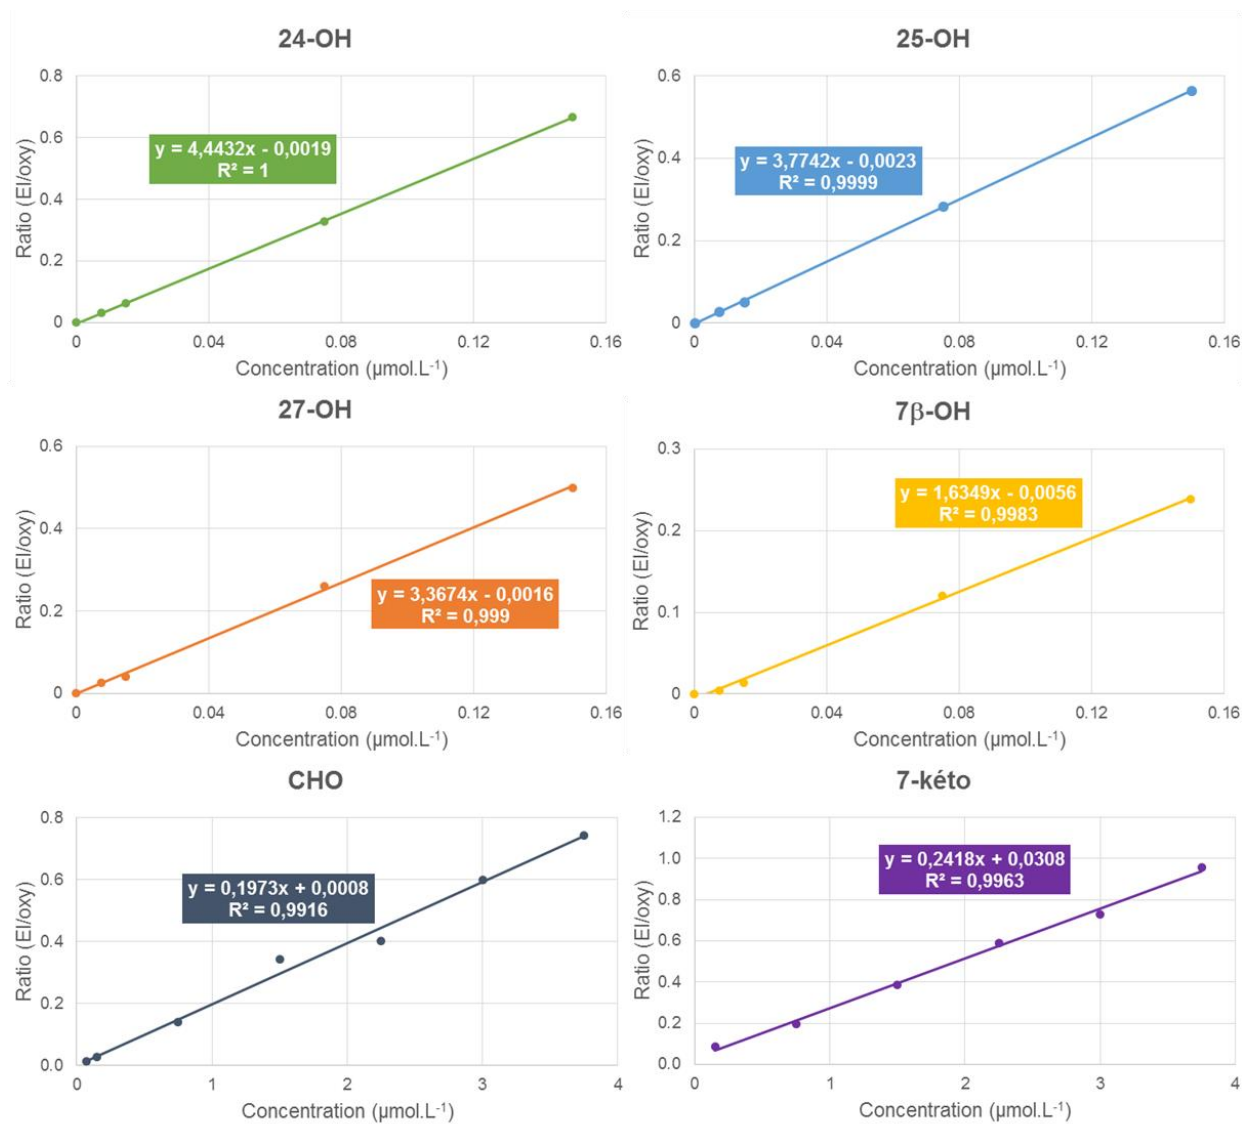 24-OH
Ratio (EI/oxy)
0.8
0.6
0.4
0.2
0
y = 4,4432x - 0,0019
R² = 1
0 0.04 0.08 0.12 0.16
Concentration (µmol.L⁻¹)
25-OH
Ratio (EI/oxy)
0.6
0.4
0.2
0
y = 3,7742x - 0,0023
R² = 0,9999
0 0.04 0.08 0.12 0.16
Concentration (µmol.L⁻¹)
27-OH
Ratio (EI/oxy)
0.6
0.4
0.2
0
y = 3,3674x - 0,0016
R² = 0,999
0 0.04 0.08 0.12 0.16
Concentration (µmol.L⁻¹)
7β-OH
Ratio (EI/oxy)
0.3
0.2
0.1
0
y = 1,6349x - 0,0056
R² = 0,9983
0 0.04 0.08 0.12 0.16
Concentration (µmol.L⁻¹)
CHO
Ratio (EI/oxy)
0.8
0.6
0.4
0.2
0.0
y = 0,1973x + 0,0008
R² = 0,9916
0 1 2 3 4
Concentration (µmol.L⁻¹)
7-kéto
Ratio (EI/oxy)
1.2
1.0
0.8
0.6
0.4
0.2
0.0
y = 0,2418x + 0,0308
R² = 0,9963
0 1 2 3 4
Concentration (µmol.L⁻¹)